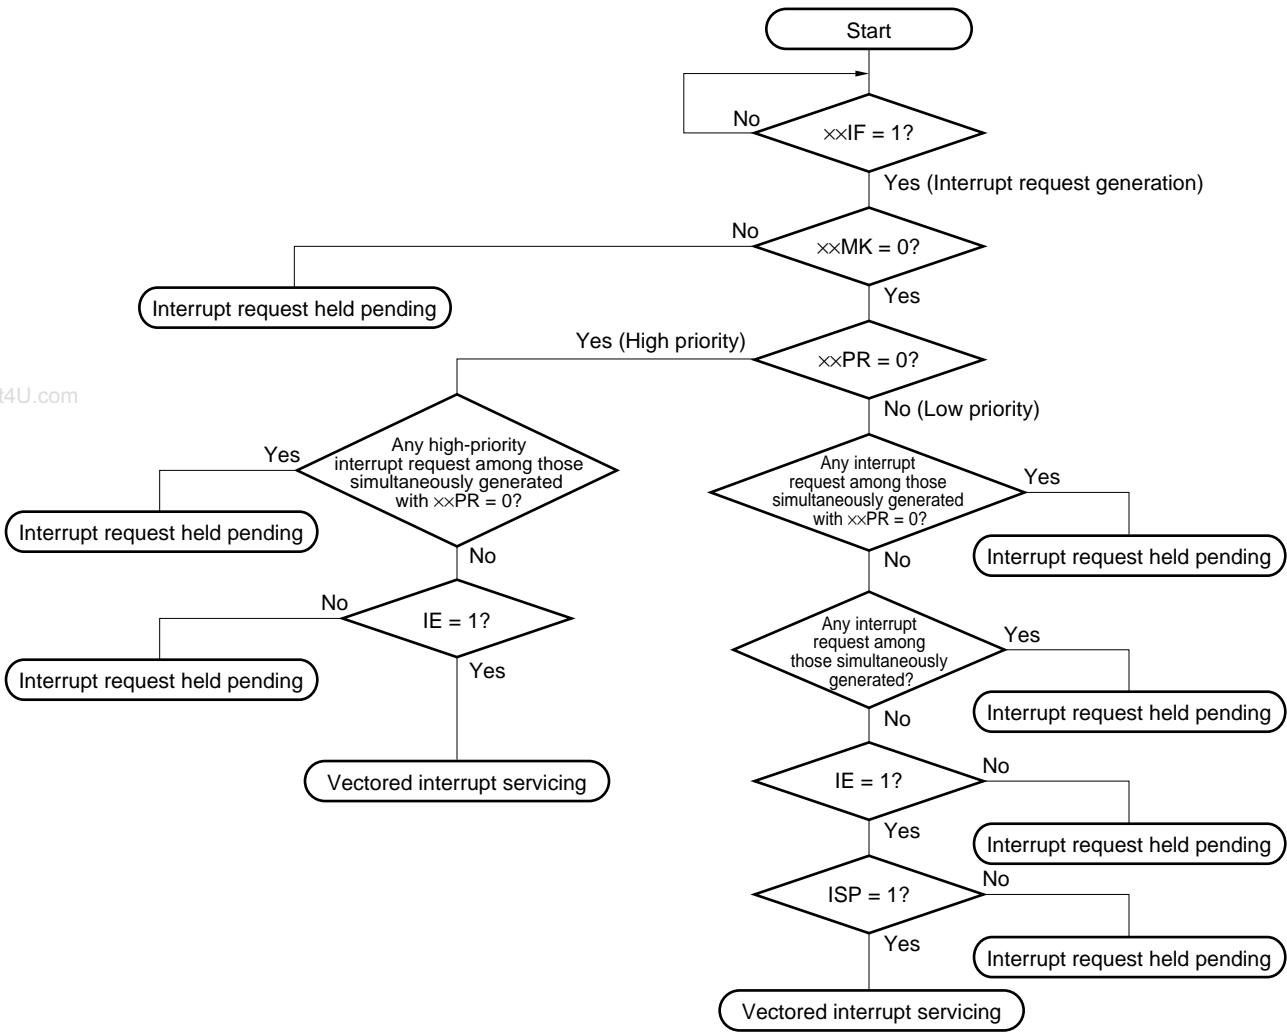 Start
No
××IF = 1?
Yes (Interrupt request generation)
No
××MK = 0?
Interrupt request held pending
Yes
Yes (High priority)
××PR = 0?
t4U.com
No (Low priority)
Yes
Any high-priority
interrupt request among those
simultaneously generated
with ××PR = 0?
Any interrupt
request among those
simultaneously generated
with ××PR = 0?
Yes
Interrupt request held pending
No
No
Interrupt request held pending
No
IE = 1?
Any interrupt
request among
those simultaneously
generated?
Yes
Interrupt request held pending
Yes
Interrupt request held pending
No
Vectored interrupt servicing
IE = 1?
No
Yes
Interrupt request held pending
ISP = 1?
No
Yes
Interrupt request held pending
Vectored interrupt servicing